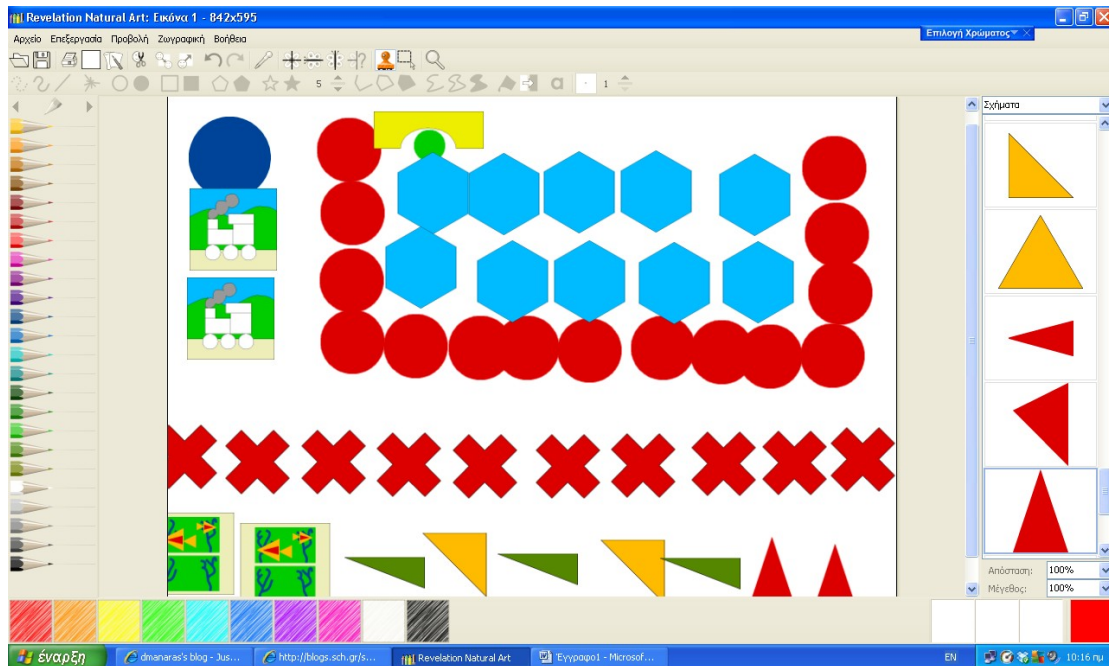 Revelation Natural Art: Εικόνα 1 - 842x595
Αρχείο Επεξεργασία Προβολή Ζωγραφική Βοήθεια
Επιλογή Χρώματος
5
a
1
Σχήματα
Απόσταση: 100%
Μέγεθος: 100%
έναρξη
dmanaras's blog - Jus...
http://blogs.sch.gr/s...
Revelation Natural Art
Έγγραφο1 - Microsof...
EN
10:16 πμ